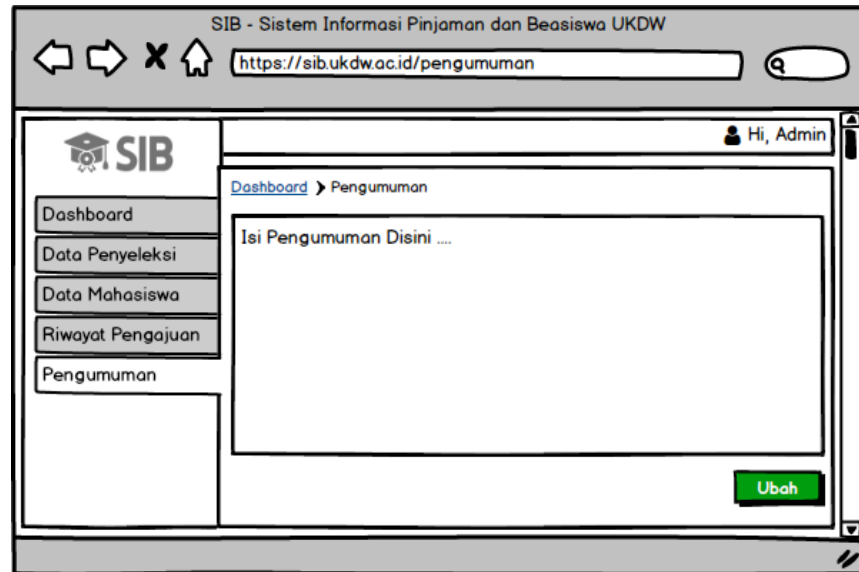 SIB - Sistem Informasi Pinjaman dan Beasiswa UKDW
https://sib.ukdw.ac.id/pengumuman
SIB
Hi, Admin
Dashboard
Data Penyeleksi
Data Mahasiswa
Riwayat Pengajuan
Pengumuman
Dashboard ❯ Pengumuman
Isi Pengumuman Disini ....
Ubah